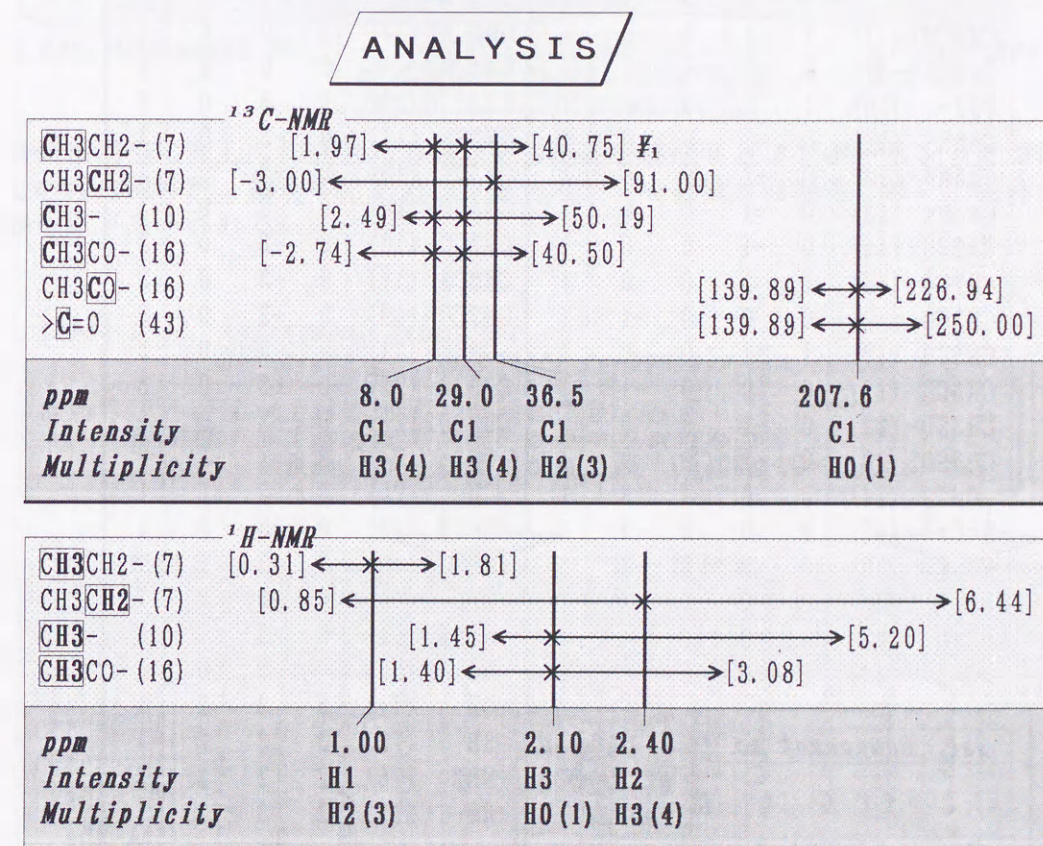 ANALYSIS
¹³C-NMR
CH3CH2-(7) [1.97] [40.75] ¥₁
CH3CH2-(7) [-3.00] [91.00]
CH3- (10) [2.49] [50.19]
CH3CO-(16) [-2.74] [40.50]
CH3CO-(16) [139.89] [226.94]
>C=O (43) [139.89] [250.00]
ppm 8.0 29.0 36.5 207.6
Intensity C1 C1 C1 C1
Multiplicity H3(4) H3(4) H2(3) H0(1)
¹H-NMR
CH3CH2-(7) [0.31] [1.81]
CH3CH2-(7) [0.85] [6.44]
CH3- (10) [1.45] [5.20]
CH3CO-(16) [1.40] [3.08]
ppm 1.00 2.10 2.40
Intensity H1 H3 H2
Multiplicity H2(3) H0(1) H3(4)